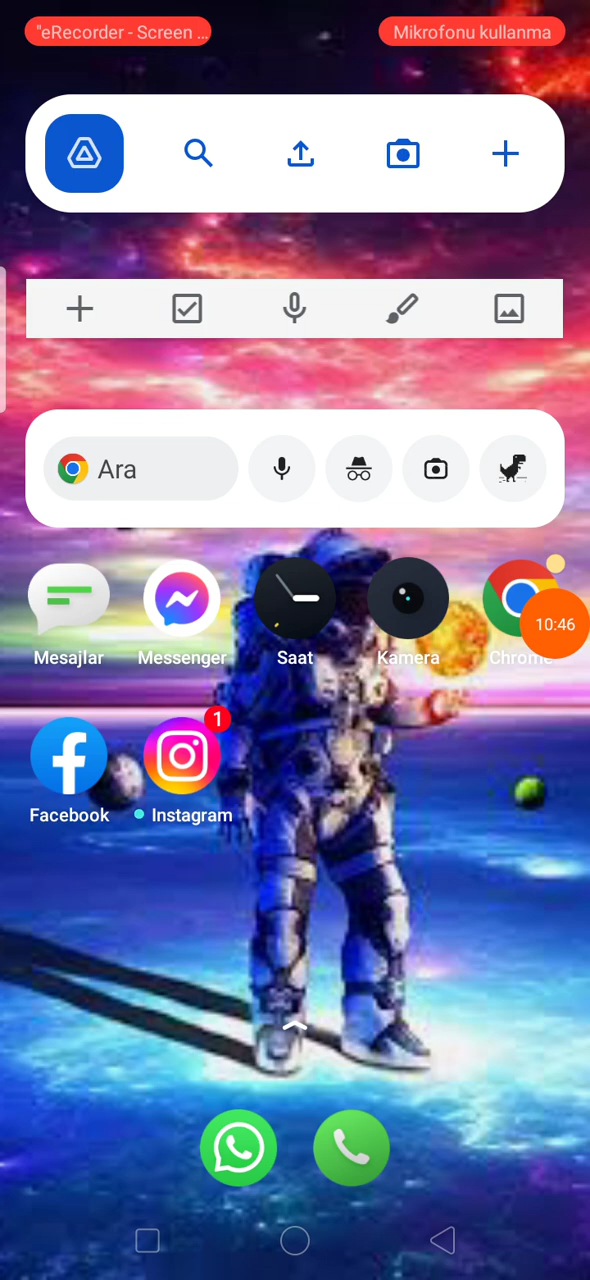 "eRecorder - Screen ...
Mikrofonu kullanma
Ara
Mesajlar
Messenger
Saat
Kamera
Chrome
10:46
1
Facebook
Instagram